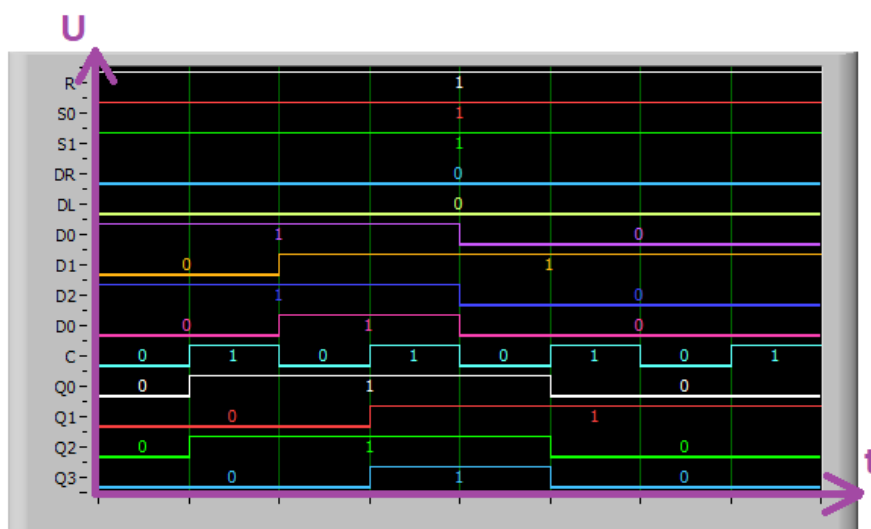 U
R 1
S0 1
S1 1
DR 0
DL 0
D0 1 0
D1 0 1
D2 1 0
D0 0 1 0
C 0 1 0 1 0 1 0 1
Q0 0 1 0
Q1 0 1
Q2 0 1 0
Q3 0 1 0
t